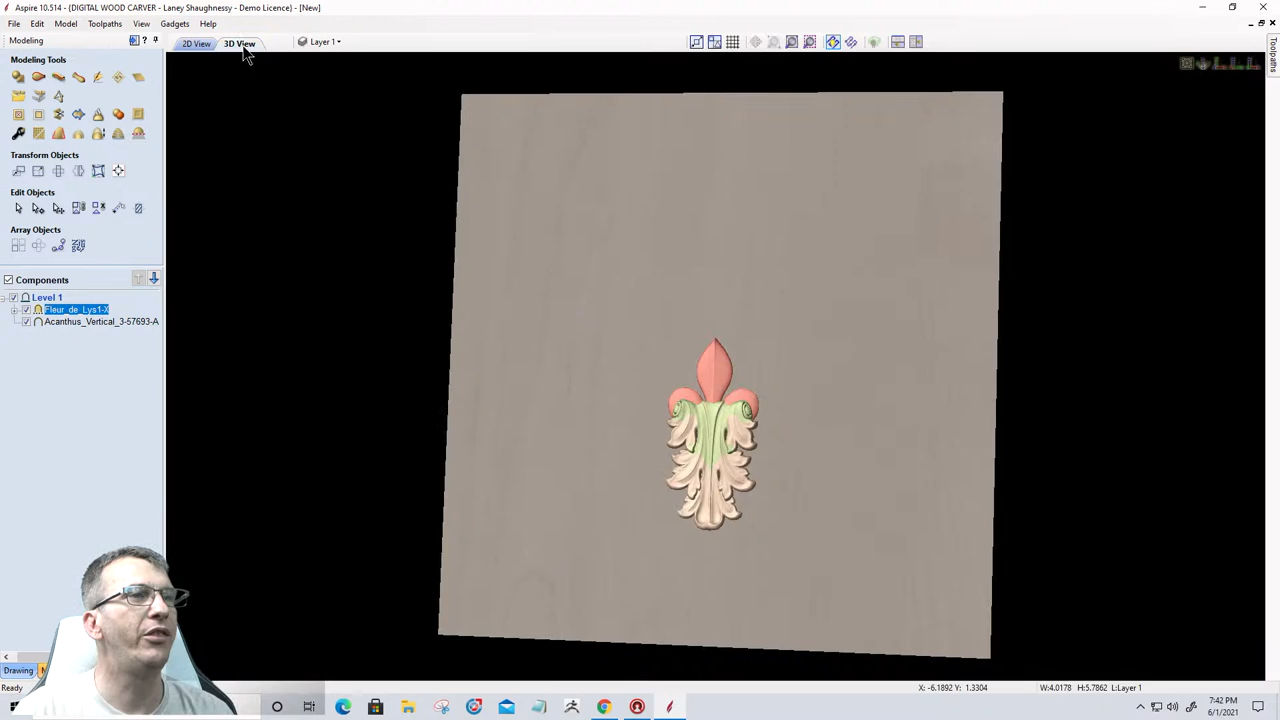 Aspire 10.514 - (DIGITAL WOOD CARVER - Laney Shaughnessy - Demo Licence) - [New]
File Edit Model Toolpaths View Gadgets Help
Modeling
2D View 3D View Layer 1
Toolpaths
Modeling Tools
Transform Objects
Edit Objects
Array Objects
Components
Level 1
Fleur_de_Lys1-X
Acanthus_Vertical_3-57693-A
Drawing
Ready
X: -6.1892 Y: 1.3304
W:4.0178 H:5.7862 L:Layer 1
7:42 PM
6/1/2021